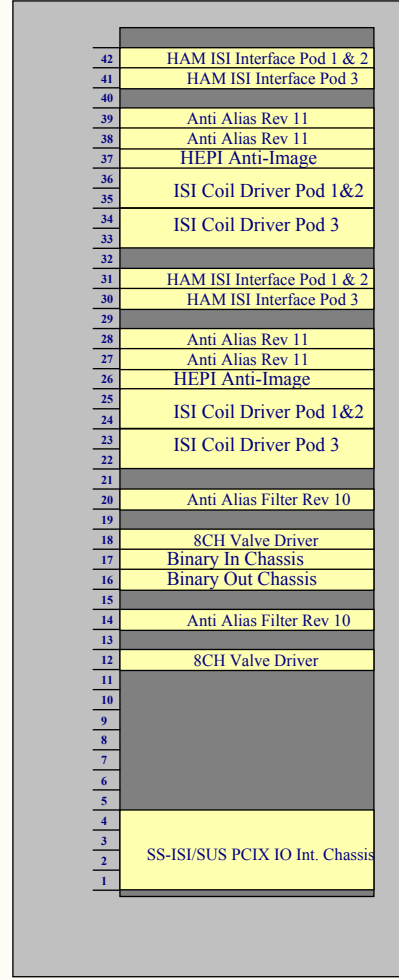 42 HAM ISI Interface Pod 1 & 2
41 HAM ISI Interface Pod 3
40
39 Anti Alias Rev 11
38 Anti Alias Rev 11
37 HEPI Anti-Image
36
ISI Coil Driver Pod 1&2
35
34
ISI Coil Driver Pod 3
33
32
31 HAM ISI Interface Pod 1 & 2
30 HAM ISI Interface Pod 3
29
28 Anti Alias Rev 11
27 Anti Alias Rev 11
26 HEPI Anti-Image
25
ISI Coil Driver Pod 1&2
24
23
ISI Coil Driver Pod 3
22
21
20 Anti Alias Filter Rev 10
19
18 8CH Valve Driver
17 Binary In Chassis
16 Binary Out Chassis
15
14 Anti Alias Filter Rev 10
13
12 8CH Valve Driver
11
10
9
8
7
6
5
4
3
SS-ISI/SUS PCIX IO Int. Chassis
2
1